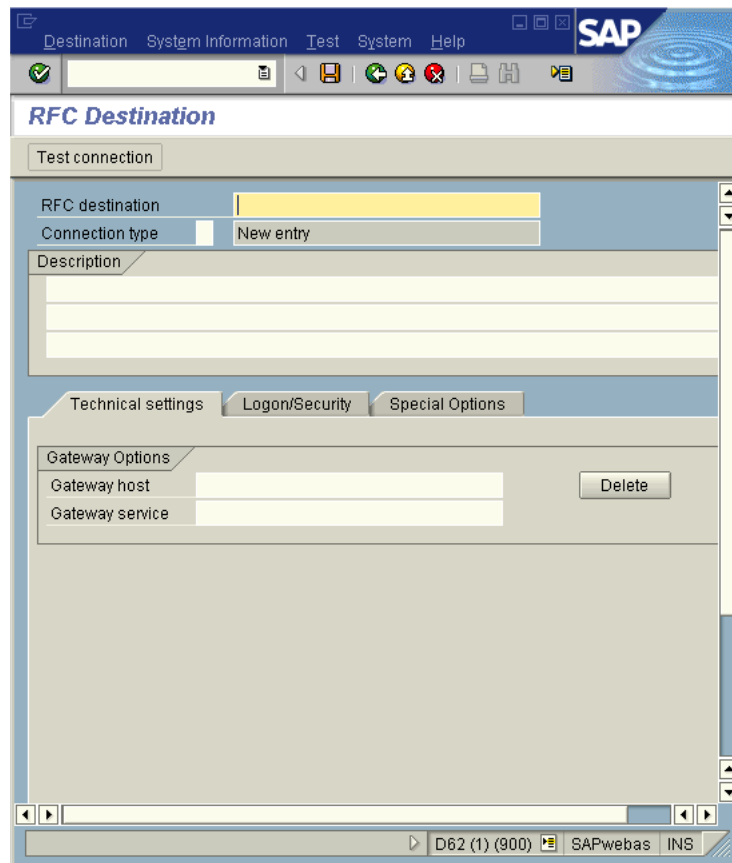 Destination System Information Test System Help
SAP
RFC Destination
Test connection
RFC destination
Connection type New entry
Description
Technical settings Logon/Security Special Options
Gateway Options
Gateway host Delete
Gateway service
D62 (1) (900) SAPwebas INS